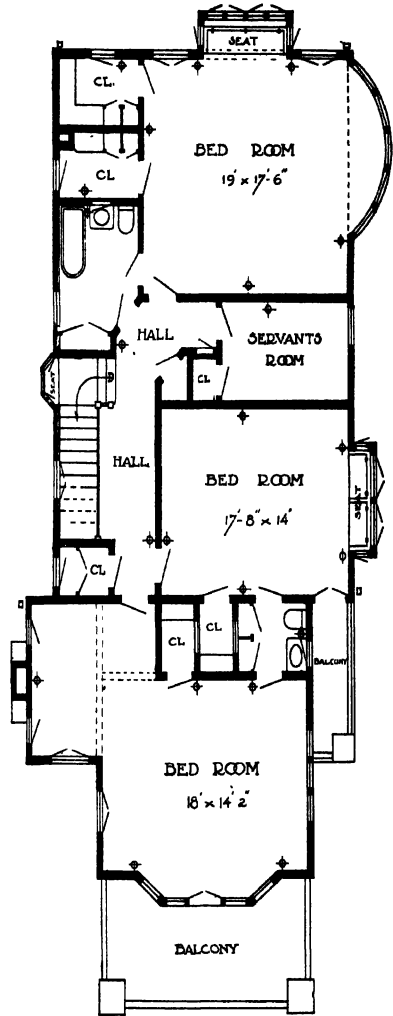 SEAT
CL.
BED ROOM
19' x 17'-6"
CL
HALL
SERVANTS
ROOM
SEAT
CL
HALL
BED ROOM
17'-8" x 14'
SEAT
CL
CL
CL
BALCONY
BED ROOM
18' x 14' 2"
BALCONY